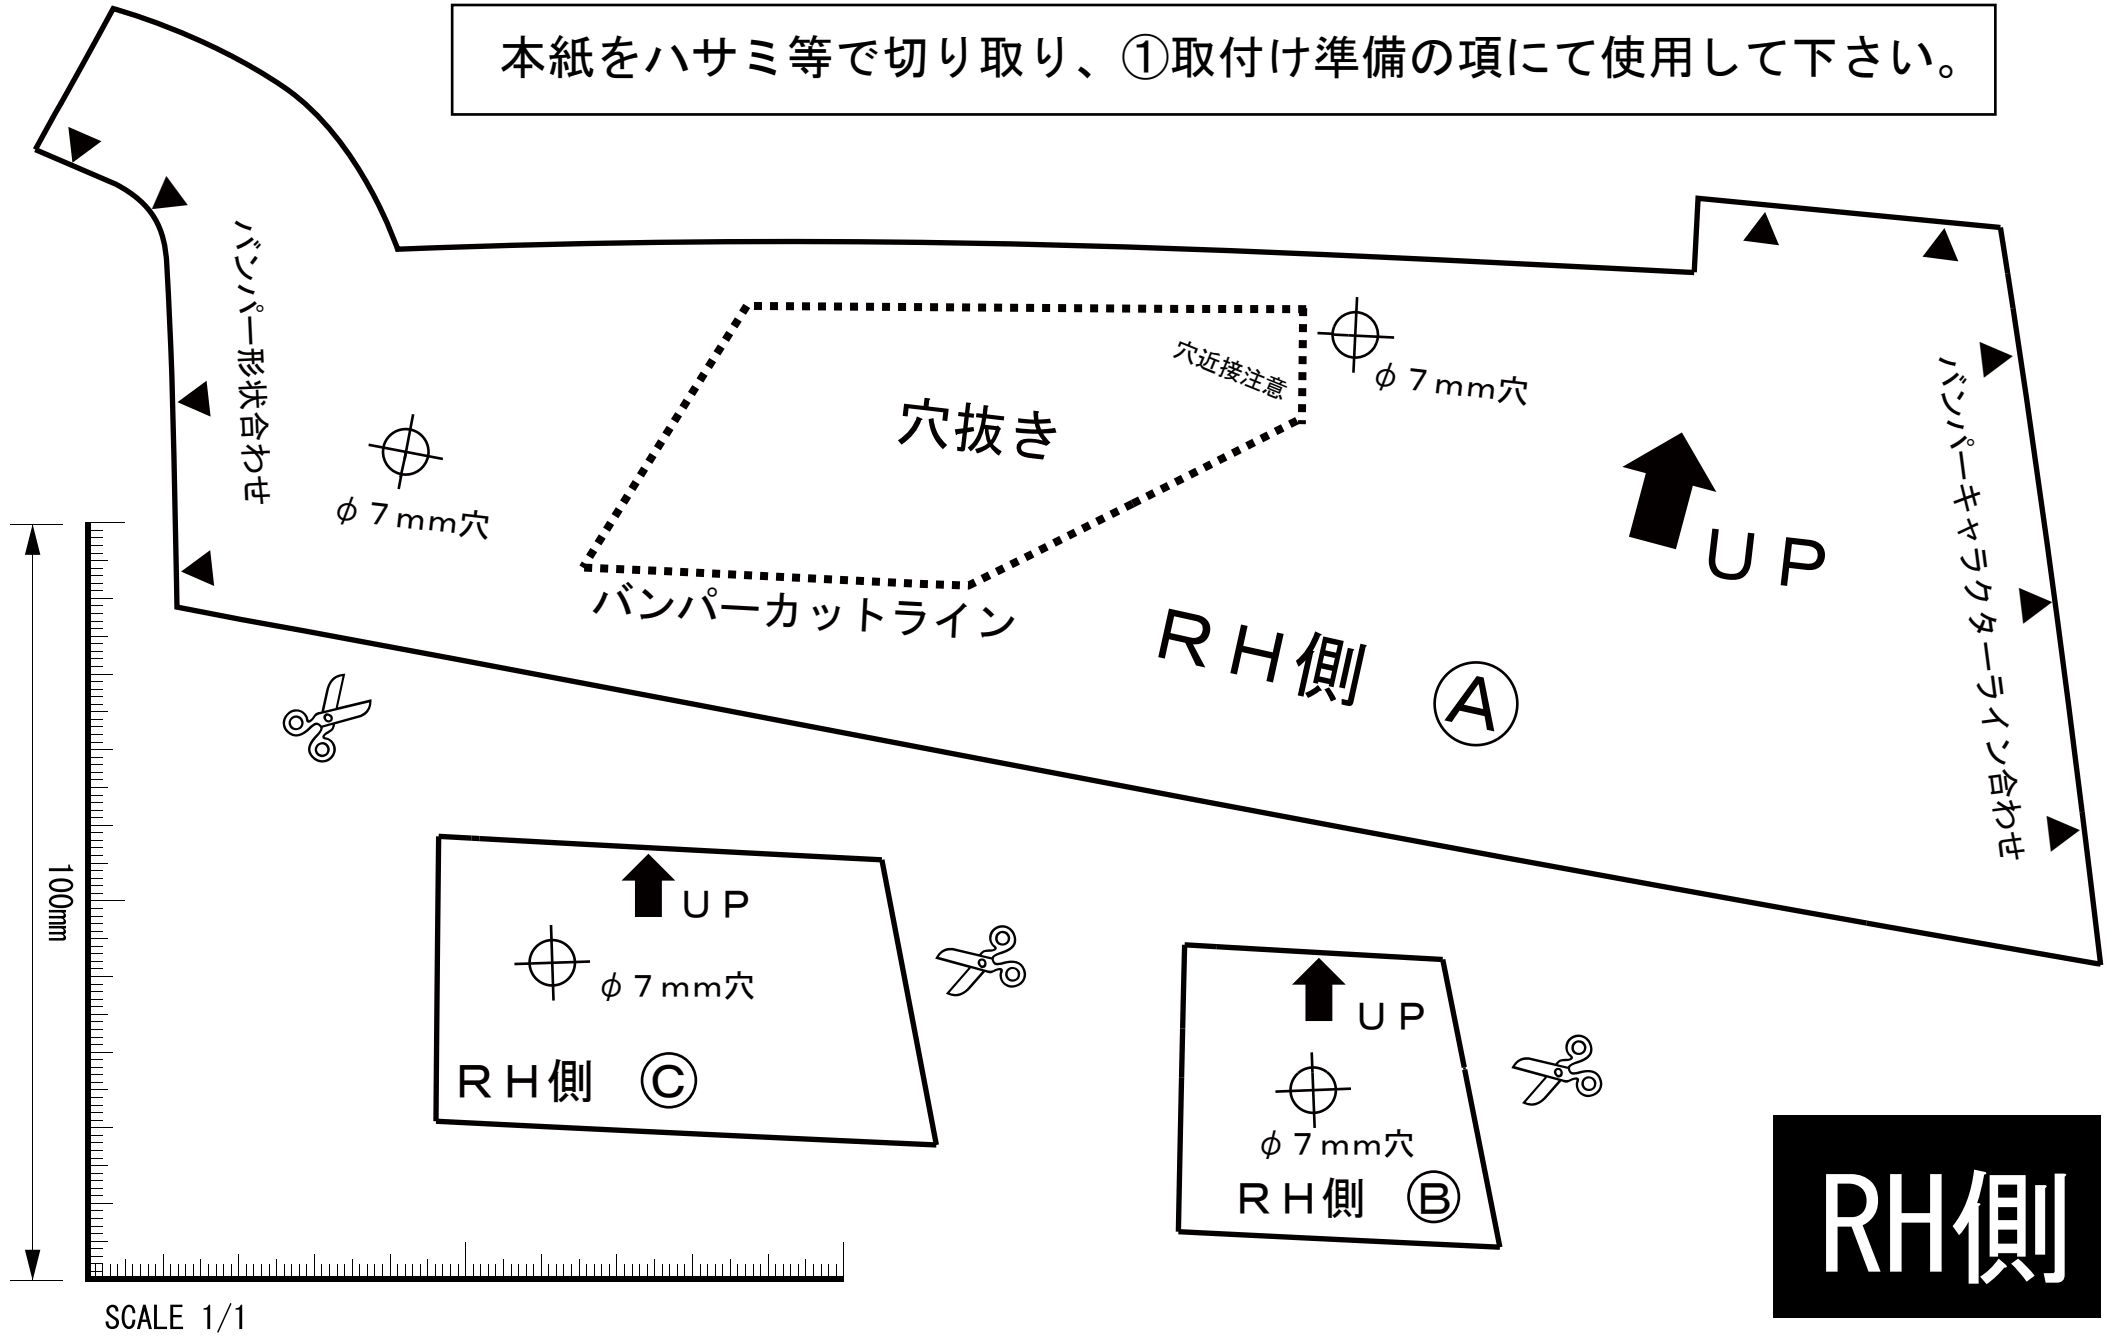 本紙をハサミ等で切り取り、①取付け準備の項にて使用して下さい。
バンパー形状合わせ
φ７ｍｍ穴
穴抜き
穴近接注意
φ７ｍｍ穴
バンパーカットライン
ＵＰ
ＲＨ側 Ⓐ
バンパーキャラクターライン合わせ
100mm
ＵＰ
φ７ｍｍ穴
ＲＨ側 Ⓒ
ＵＰ
φ７ｍｍ穴
ＲＨ側 Ⓑ
RH側
SCALE 1/1